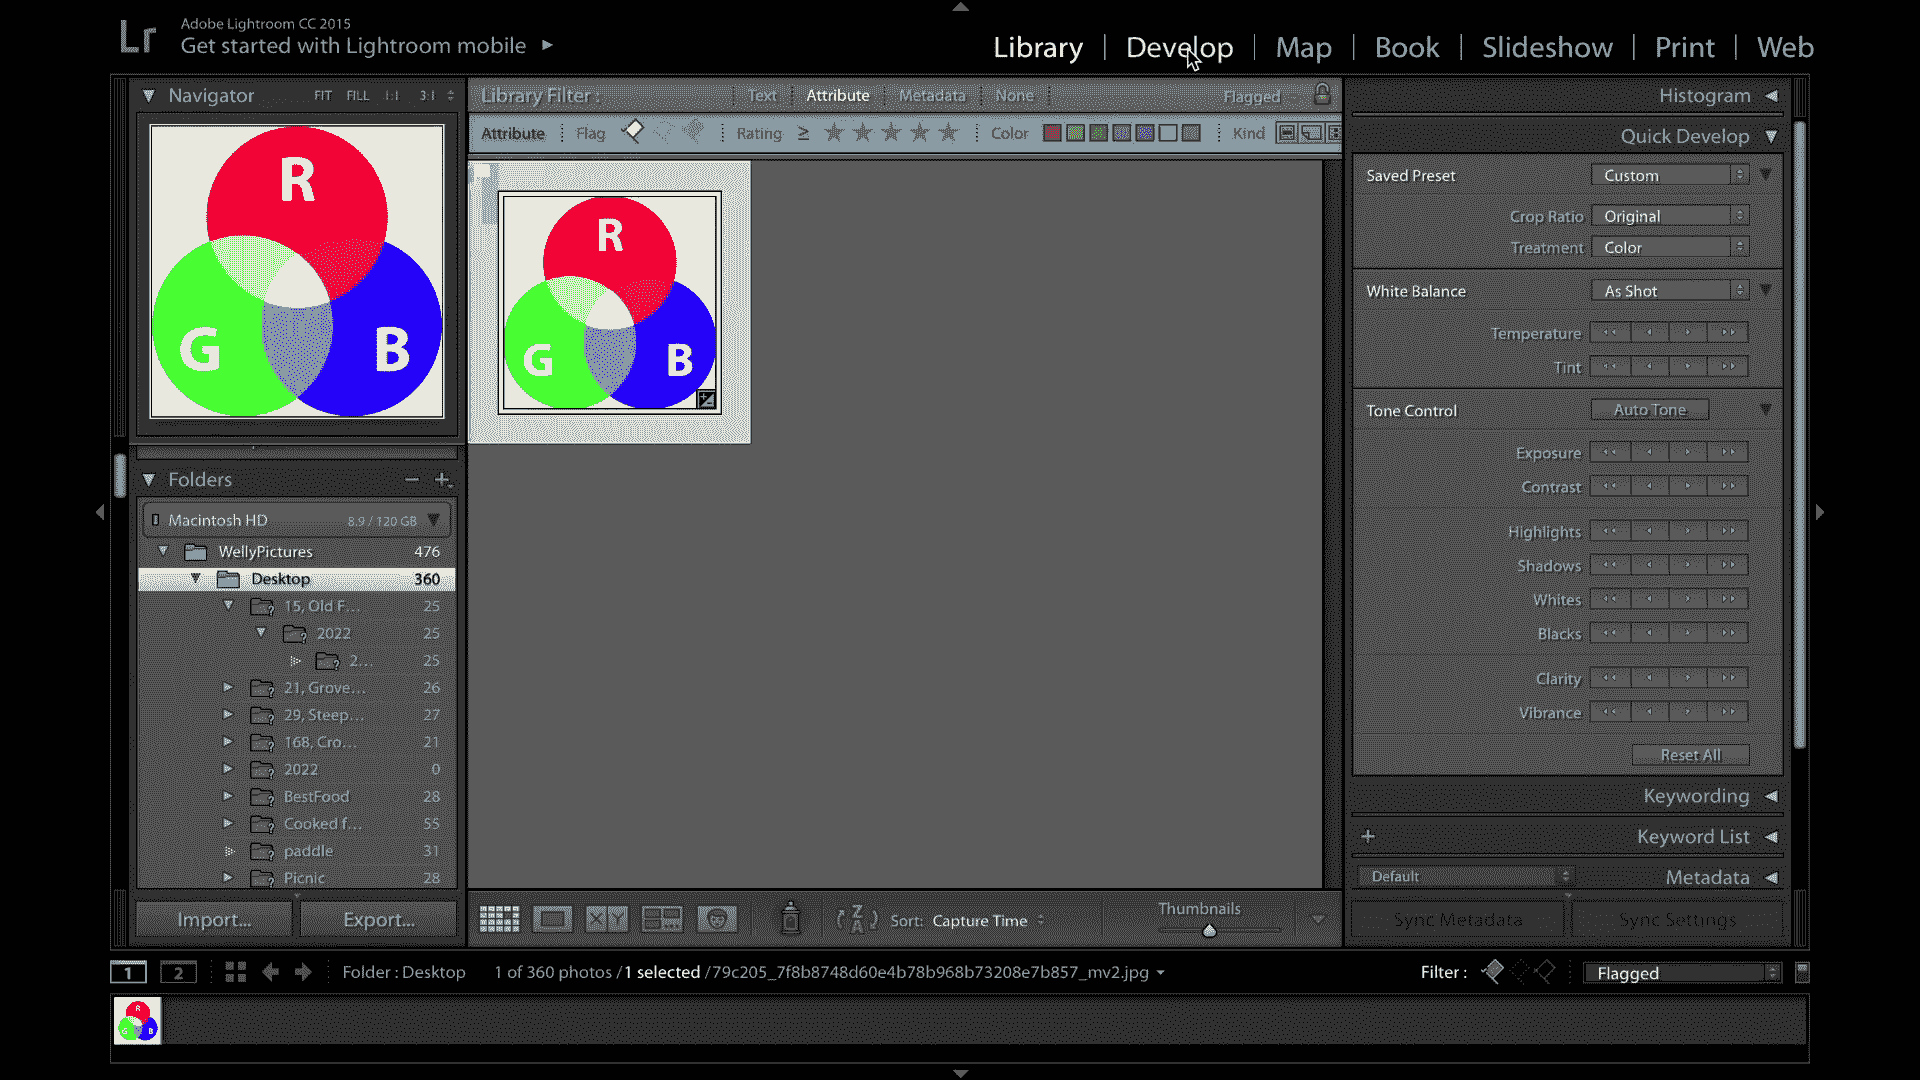 Lr
Adobe Lightroom CC 2015
Get started with Lightroom mobile
Library | Develop | Map | Book | Slideshow | Print | Web
Navigator FIT FILL 1:1 3:1
R
G
B
Library Filter : Text Attribute Metadata None Flagged
Attribute Flag Rating ≥ Color Kind
R
G
B
Histogram
Quick Develop
Saved Preset Custom
Crop Ratio Original
Treatment Color
White Balance As Shot
Temperature
Tint
Tone Control Auto Tone
Exposure
Contrast
Highlights
Shadows
Whites
Blacks
Clarity
Vibrance
Reset All
Keywording
Keyword List
Default Metadata
Sync Metadata Sync Settings
Folders
Macintosh HD 8.9 / 120 GB
WellyPictures 476
Desktop 360
15, Old F... 25
2022 25
2... 25
21, Grove... 26
29, Steep... 27
168, Cro... 21
2022 0
BestFood 28
Cooked f... 55
paddle 31
Picnic 28
Import... Export...
X Y
Sort: Capture Time
Thumbnails
1 2 Folder : Desktop 1 of 360 photos / 1 selected / 79c205_7f8b8748d60e4b78b968b73208e7b857_mv2.jpg Filter : Flagged
R
G
B